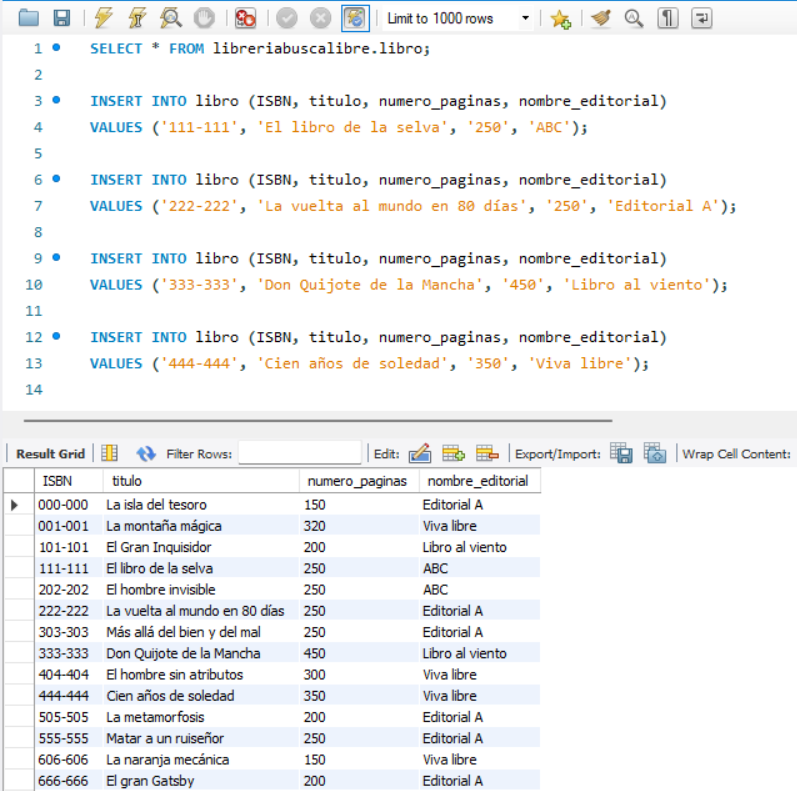 Limit to 1000 rows
1 SELECT * FROM libreriabuscalibre.libro;
2
3 INSERT INTO libro (ISBN, titulo, numero_paginas, nombre_editorial)
4 VALUES ('111-111', 'El libro de la selva', '250', 'ABC');
5
6 INSERT INTO libro (ISBN, titulo, numero_paginas, nombre_editorial)
7 VALUES ('222-222', 'La vuelta al mundo en 80 días', '250', 'Editorial A');
8
9 INSERT INTO libro (ISBN, titulo, numero_paginas, nombre_editorial)
10 VALUES ('333-333', 'Don Quijote de la Mancha', '450', 'Libro al viento');
11
12 INSERT INTO libro (ISBN, titulo, numero_paginas, nombre_editorial)
13 VALUES ('444-444', 'Cien años de soledad', '350', 'Viva libre');
14
Result Grid Filter Rows: Edit: Export/Import: Wrap Cell Content:
ISBN titulo numero_paginas nombre_editorial
000-000 La isla del tesoro 150 Editorial A
001-001 La montaña mágica 320 Viva libre
101-101 El Gran Inquisidor 200 Libro al viento
111-111 El libro de la selva 250 ABC
202-202 El hombre invisible 250 ABC
222-222 La vuelta al mundo en 80 días 250 Editorial A
303-303 Más allá del bien y del mal 250 Editorial A
333-333 Don Quijote de la Mancha 450 Libro al viento
404-404 El hombre sin atributos 300 Viva libre
444-444 Cien años de soledad 350 Viva libre
505-505 La metamorfosis 200 Editorial A
555-555 Matar a un ruiseñor 250 Editorial A
606-606 La naranja mecánica 150 Viva libre
666-666 El gran Gatsby 200 Editorial A